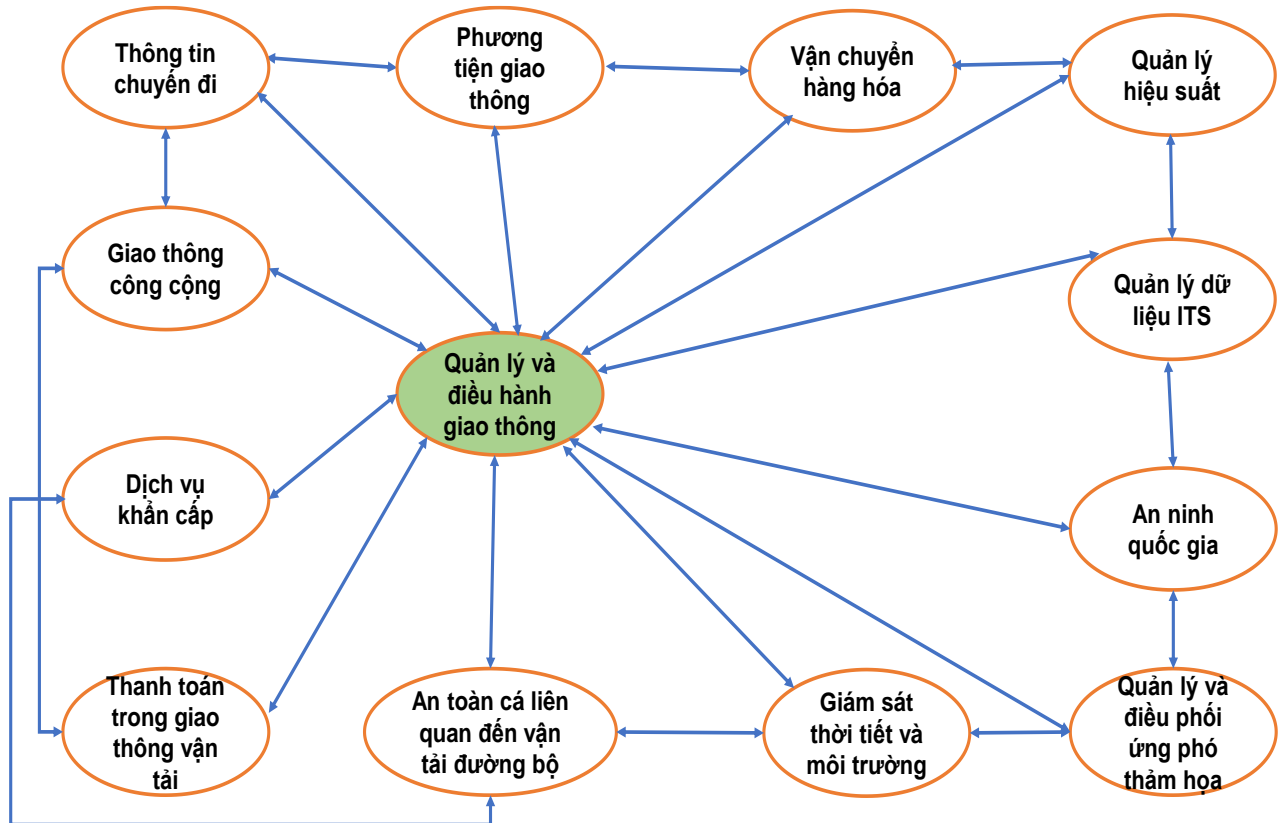 Thông tin
chuyến đi
Phương
tiện giao
thông
Vận chuyển
hàng hóa
Quản lý
hiệu suất
Giao thông
công cộng
Quản lý dữ
liệu ITS
Quản lý và
điều hành
giao thông
Dịch vụ
khẩn cấp
An ninh
quốc gia
Thanh toán
trong giao
thông vận
tải
An toàn cá liên
quan đến vận
tải đường bộ
Giám sát
thời tiết và
môi trường
Quản lý và
điều phối
ứng phó
thảm họa